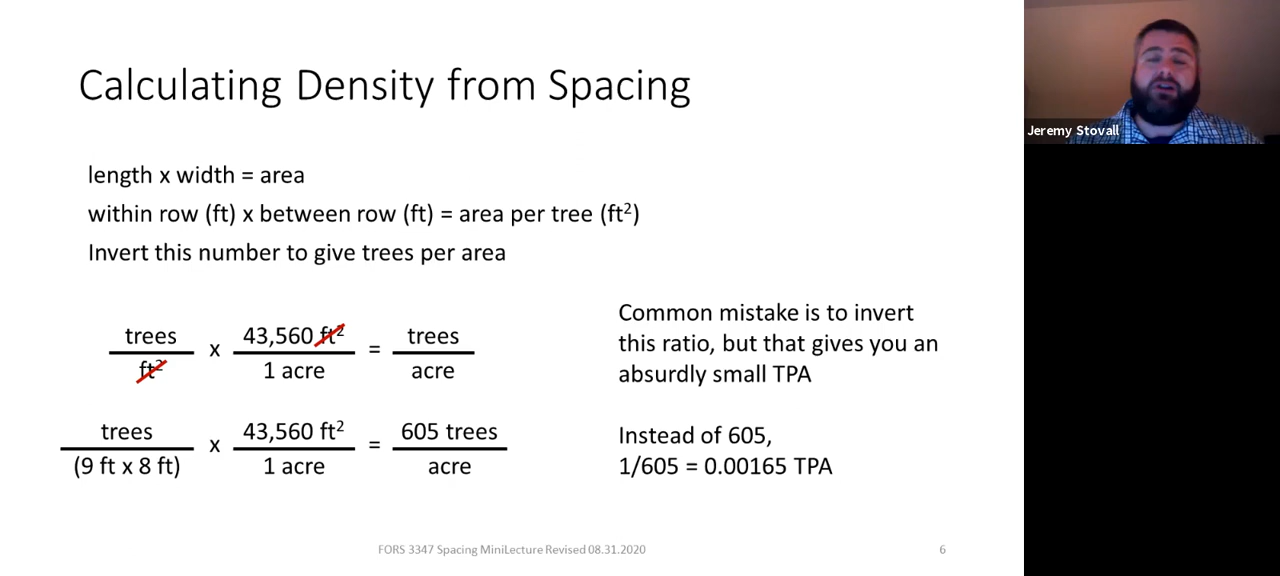 Calculating Density from Spacing
Jeremy Stovall
length x width = area
within row (ft) x between row (ft) = area per tree (ft²)
Invert this number to give trees per area
trees
ft²
x
43,560 ft²
1 acre
=
trees
acre
Common mistake is to invert
this ratio, but that gives you an
absurdly small TPA
trees
(9 ft x 8 ft)
x
43,560 ft²
1 acre
=
605 trees
acre
Instead of 605,
1/605 = 0.00165 TPA
FORS 3347 Spacing MiniLecture Revised 08.31.2020
6